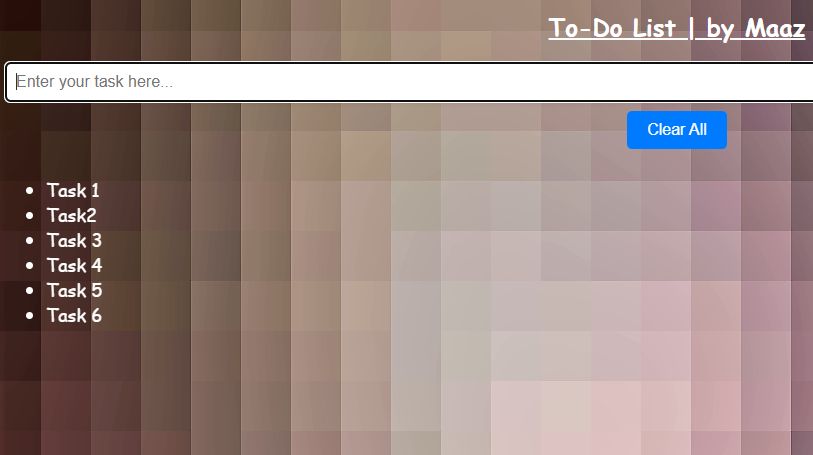 To-Do List | by Maaz
Enter your task here...
Clear All
Task 1
Task2
Task 3
Task 4
Task 5
Task 6